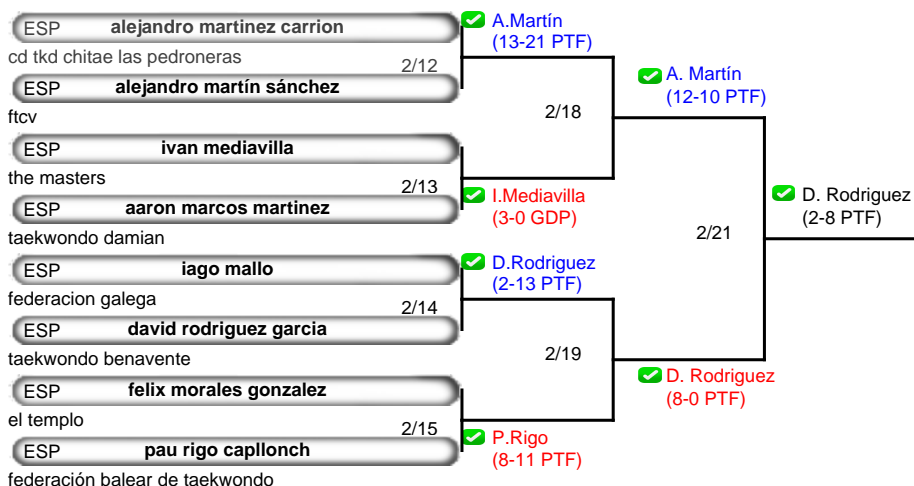 ESP alejandro martinez carrion
cd tkd chitae las pedroneras
2/12
ESP alejandro martín sánchez
ftcv
ESP ivan mediavilla
the masters
2/13
ESP aaron marcos martinez
taekwondo damian
ESP iago mallo
federacion galega
2/14
ESP david rodriguez garcia
taekwondo benavente
ESP felix morales gonzalez
el templo
2/15
ESP pau rigo capllonch
federación balear de taekwondo
A.Martín
(13-21 PTF)
2/18
I.Mediavilla
(3-0 GDP)
D.Rodriguez
(2-13 PTF)
2/19
P.Rigo
(8-11 PTF)
A. Martín
(12-10 PTF)
2/21
D. Rodriguez
(8-0 PTF)
D. Rodriguez
(2-8 PTF)